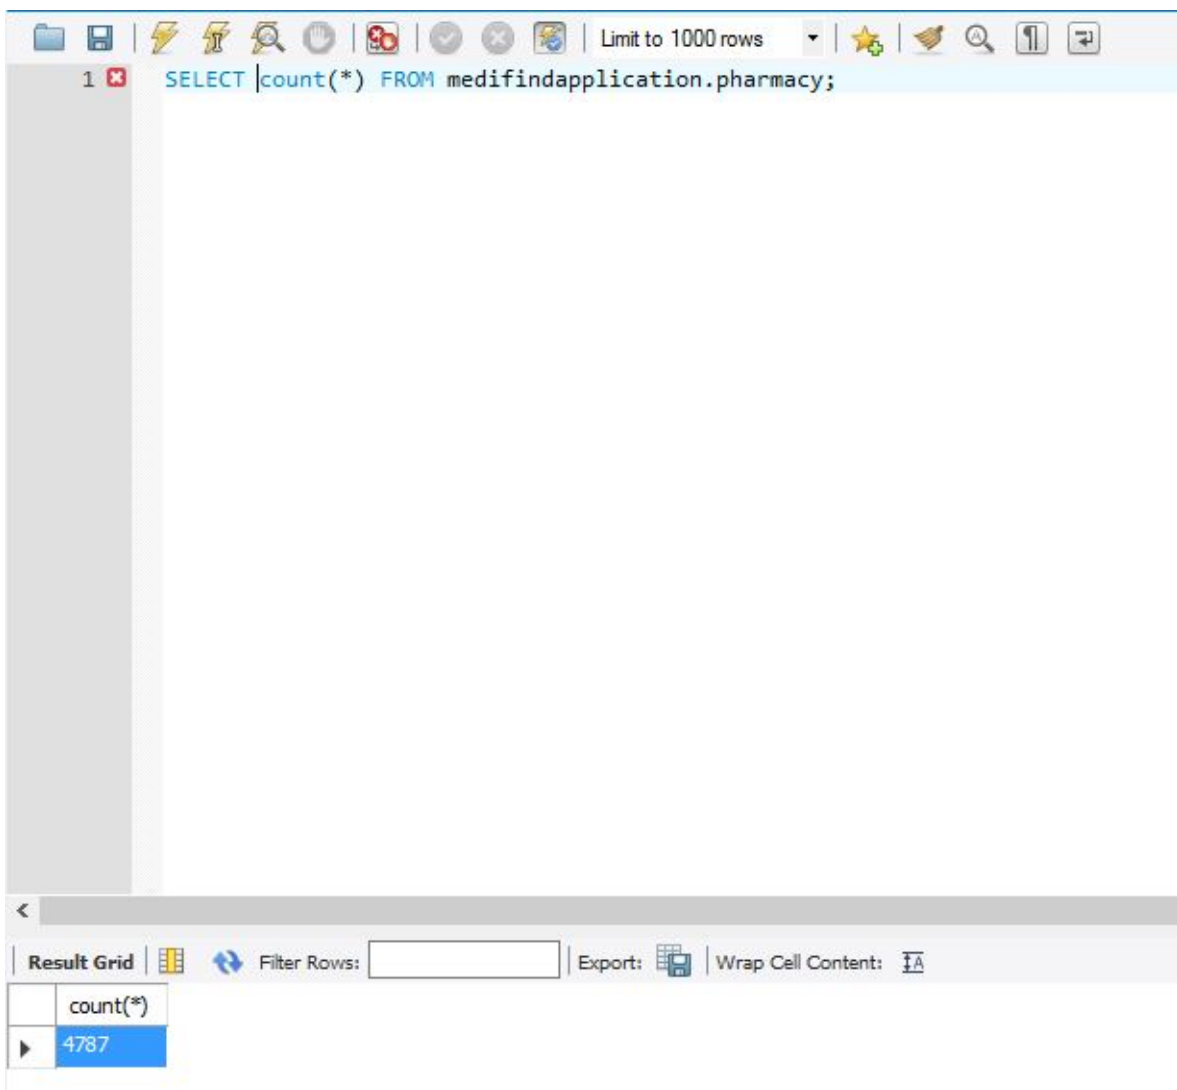 Limit to 1000 rows
1 SELECT count(*) FROM medifindapplication.pharmacy;
Result Grid Filter Rows: Export: Wrap Cell Content:
count(*)
4787